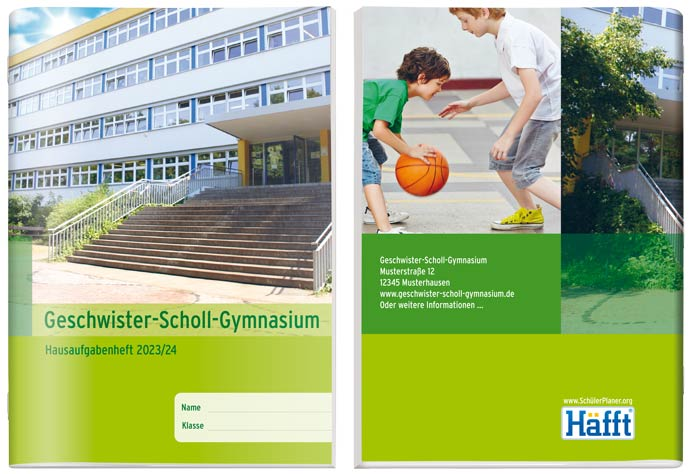 Geschwister-Scholl-Gymnasium
Hausaufgabenheft 2023/24
Name
Klasse
Geschwister-Scholl-Gymnasium
Musterstraße 12
12345 Musterhausen
www.geschwister-scholl-gymnasium.de
Oder weitere Informationen ...
www.SchülerPlaner.org
Häfft®